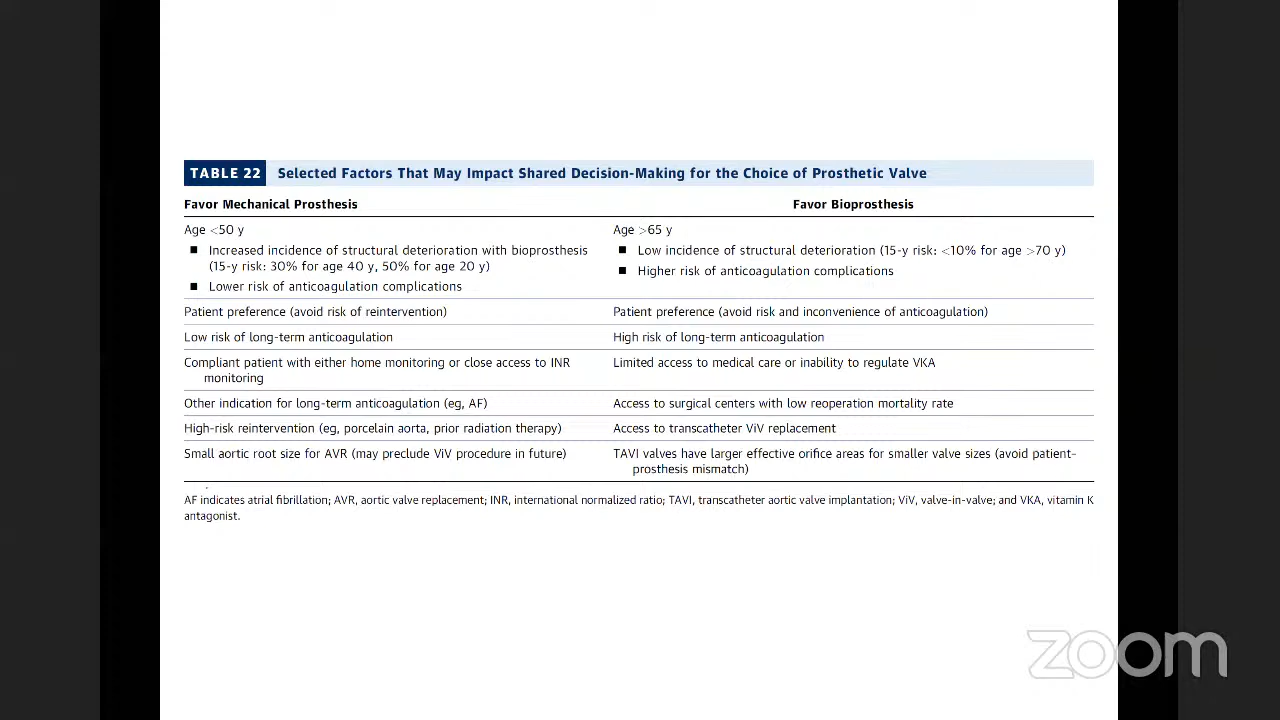 TABLE 22 Selected Factors That May Impact Shared Decision-Making for the Choice of Prosthetic Valve
Favor Mechanical Prosthesis Favor Bioprosthesis
Age <50 y Age >65 y
■ Increased incidence of structural deterioration with bioprosthesis ■ Low incidence of structural deterioration (15-y risk: <10% for age >70 y)
(15-y risk: 30% for age 40 y, 50% for age 20 y) ■ Higher risk of anticoagulation complications
■ Lower risk of anticoagulation complications
Patient preference (avoid risk of reintervention) Patient preference (avoid risk and inconvenience of anticoagulation)
Low risk of long-term anticoagulation High risk of long-term anticoagulation
Compliant patient with either home monitoring or close access to INR Limited access to medical care or inability to regulate VKA
monitoring
Other indication for long-term anticoagulation (eg, AF) Access to surgical centers with low reoperation mortality rate
High-risk reintervention (eg, porcelain aorta, prior radiation therapy) Access to transcatheter ViV replacement
Small aortic root size for AVR (may preclude ViV procedure in future) TAVI valves have larger effective orifice areas for smaller valve sizes (avoid patient-
prosthesis mismatch)
AF indicates atrial fibrillation; AVR, aortic valve replacement; INR, international normalized ratio; TAVI, transcatheter aortic valve implantation; ViV, valve-in-valve; and VKA, vitamin K
antagonist.
zoom